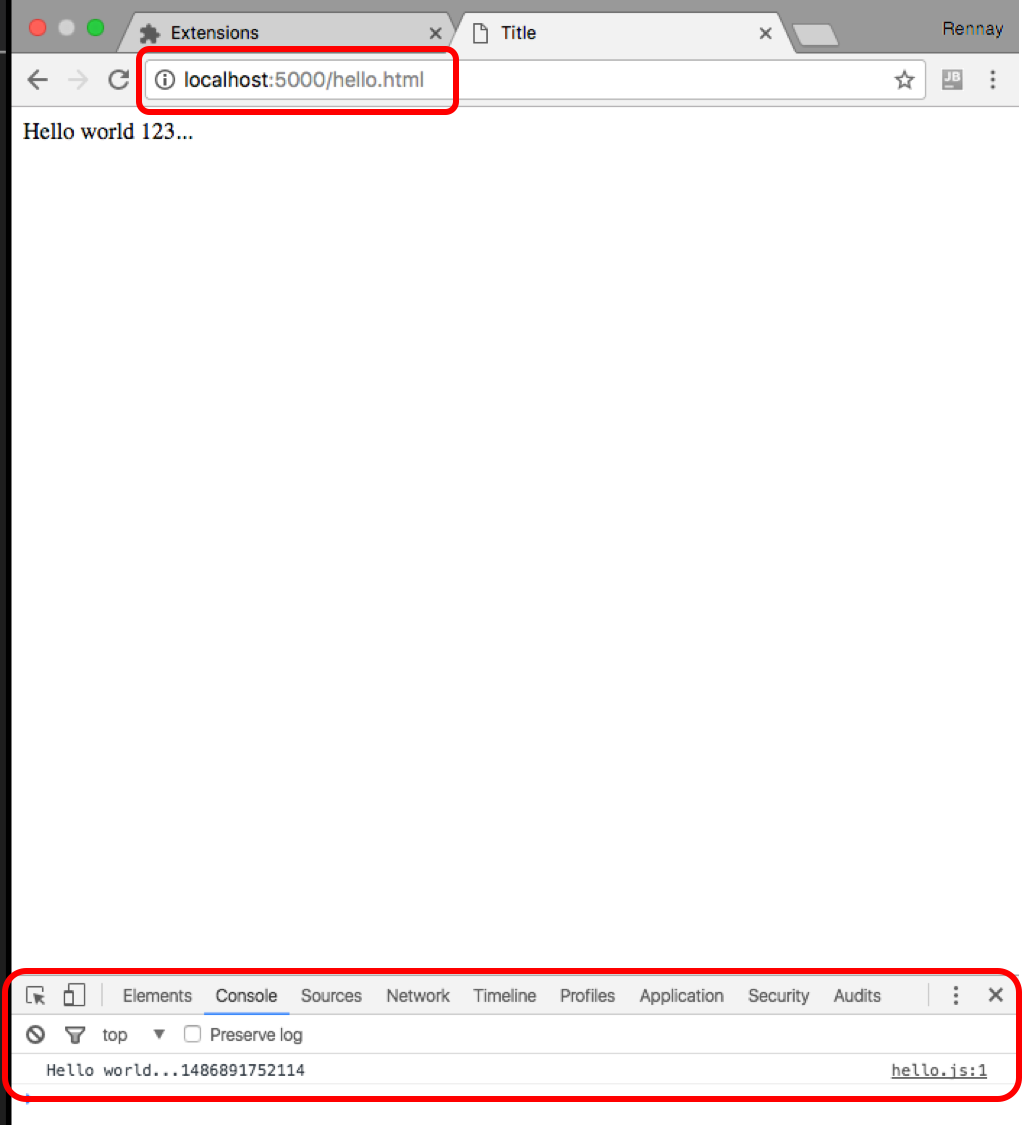 Extensions Title Rennay
localhost:5000/hello.html JB
Hello world 123...
Elements Console Sources Network Timeline Profiles Application Security Audits
top Preserve log
Hello world...1486891752114 hello.js:1